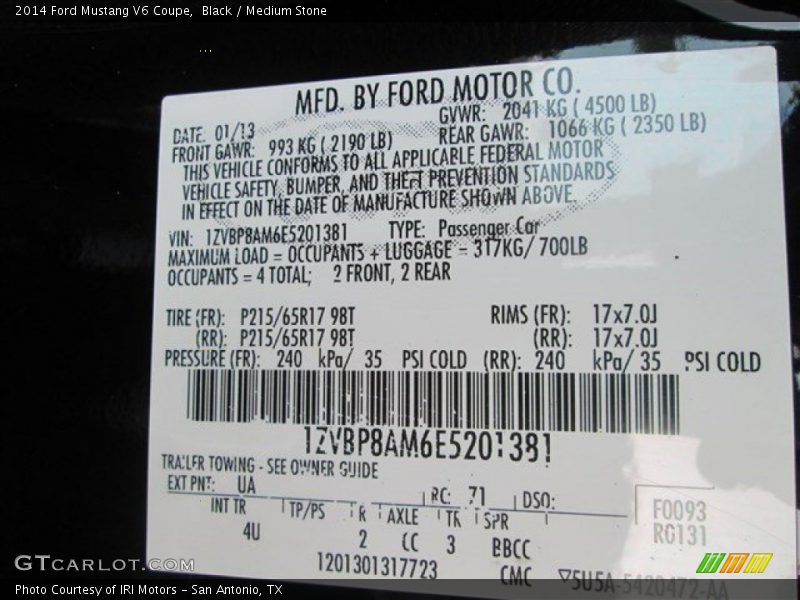 2014 Ford Mustang V6 Coupe, Black / Medium Stone
MFD. BY FORD MOTOR CO.
DATE: 01/13 GVWR: 2041 KG ( 4500 LB)
FRONT GAWR: 993 KG ( 2190 LB) REAR GAWR: 1066 KG ( 2350 LB)
THIS VEHICLE CONFORMS TO ALL APPLICABLE FEDERAL MOTOR
VEHICLE SAFETY, BUMPER, AND THEFT PREVENTION STANDARDS
IN EFFECT ON THE DATE OF MANUFACTURE SHOWN ABOVE.
VIN: 1ZVBP8AM6E5201381 TYPE: Passenger Car
MAXIMUM LOAD = OCCUPANTS + LUGGAGE = 317KG/ 700LB
OCCUPANTS = 4 TOTAL; 2 FRONT, 2 REAR
TIRE (FR): P215/65R17 98T RIMS (FR): 17x7.0J
(RR): P215/65R17 98T (RR): 17x7.0J
PRESSURE (FR): 240 kPa/ 35 PSI COLD (RR): 240 kPa/ 35 PSI COLD
1ZVBP8AM6E5201381
TRAILER TOWING - SEE OWNER GUIDE
EXT PNT: UA RC: 71 DSO: F0093
INT TR TP/PS R AXLE TR SPR R0131
4U 2 CC 3 BBCC
1201301317723 CMC ▽5U5A-5420472-AA
GTCARLOT.COM
Photo Courtesy of IRI Motors – San Antonio, TX